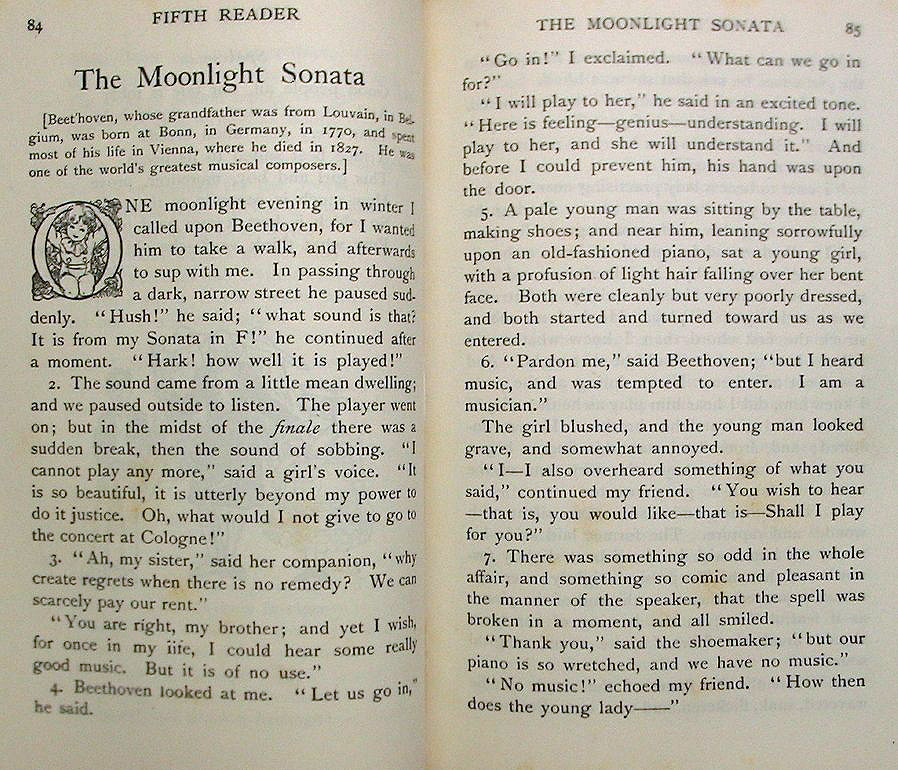 84
FIFTH READER
The Moonlight Sonata
[Beet'hoven, whose grandfather was from Louvain, in Bel-
gium, was born at Bonn, in Germany, in 1770, and spent
most of his life in Vienna, where he died in 1827. He was
one of the world's greatest musical composers.]
ONE moonlight evening in winter I
called upon Beethoven, for I wanted
him to take a walk, and afterwards
to sup with me. In passing through
a dark, narrow street he paused sud-
denly. "Hush!" he said; "what sound is that?
It is from my Sonata in F!" he continued after
a moment. "Hark! how well it is played!"
2. The sound came from a little mean dwelling;
and we paused outside to listen. The player went
on; but in the midst of the finale there was a
sudden break, then the sound of sobbing. "I
cannot play any more," said a girl's voice. "It
is so beautiful, it is utterly beyond my power to
do it justice. Oh, what would I not give to go to
the concert at Cologne!"
3. "Ah, my sister," said her companion, "why
create regrets when there is no remedy? We can
scarcely pay our rent."
"You are right, my brother; and yet I wish,
for once in my life, I could hear some really
good music. But it is of no use."
4. Beethoven looked at me. "Let us go in,"
he said.
THE MOONLIGHT SONATA
85
"Go in!" I exclaimed. "What can we go in
for?"
"I will play to her," he said in an excited tone.
"Here is feeling—genius—understanding. I will
play to her, and she will understand it." And
before I could prevent him, his hand was upon
the door.
5. A pale young man was sitting by the table,
making shoes; and near him, leaning sorrowfully
upon an old-fashioned piano, sat a young girl,
with a profusion of light hair falling over her bent
face. Both were cleanly but very poorly dressed,
and both started and turned toward us as we
entered.
6. "Pardon me," said Beethoven; "but I heard
music, and was tempted to enter. I am a
musician."
The girl blushed, and the young man looked
grave, and somewhat annoyed.
"I—I also overheard something of what you
said," continued my friend. "You wish to hear
—that is, you would like—that is—Shall I play
for you?"
7. There was something so odd in the whole
affair, and something so comic and pleasant in
the manner of the speaker, that the spell was
broken in a moment, and all smiled.
"Thank you," said the shoemaker; "but our
piano is so wretched, and we have no music."
"No music!" echoed my friend. "How then
does the young lady——"